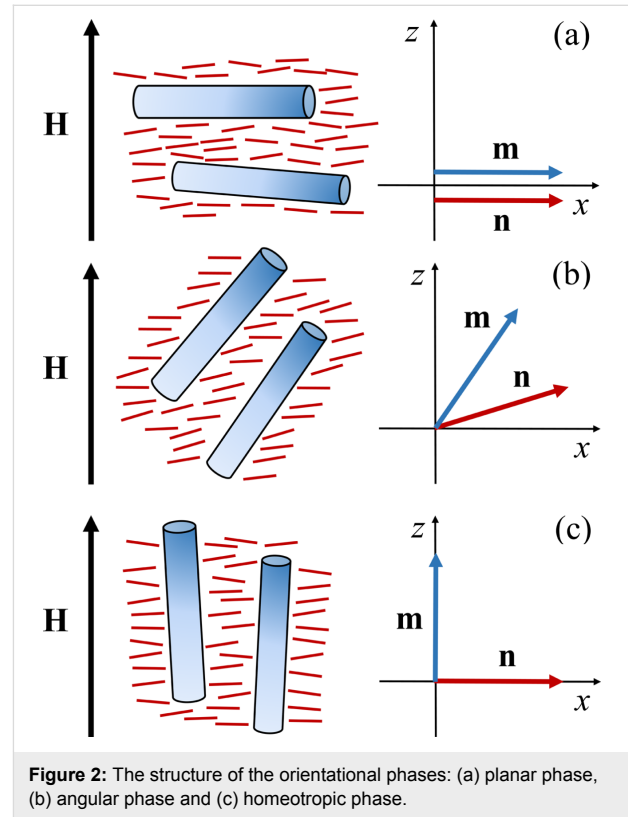 z
(a)
H
m
n
x
z
(b)
H
m
n
x
z
(c)
H
m
n
x
Figure 2: The structure of the orientational phases: (a) planar phase,
(b) angular phase and (c) homeotropic phase.